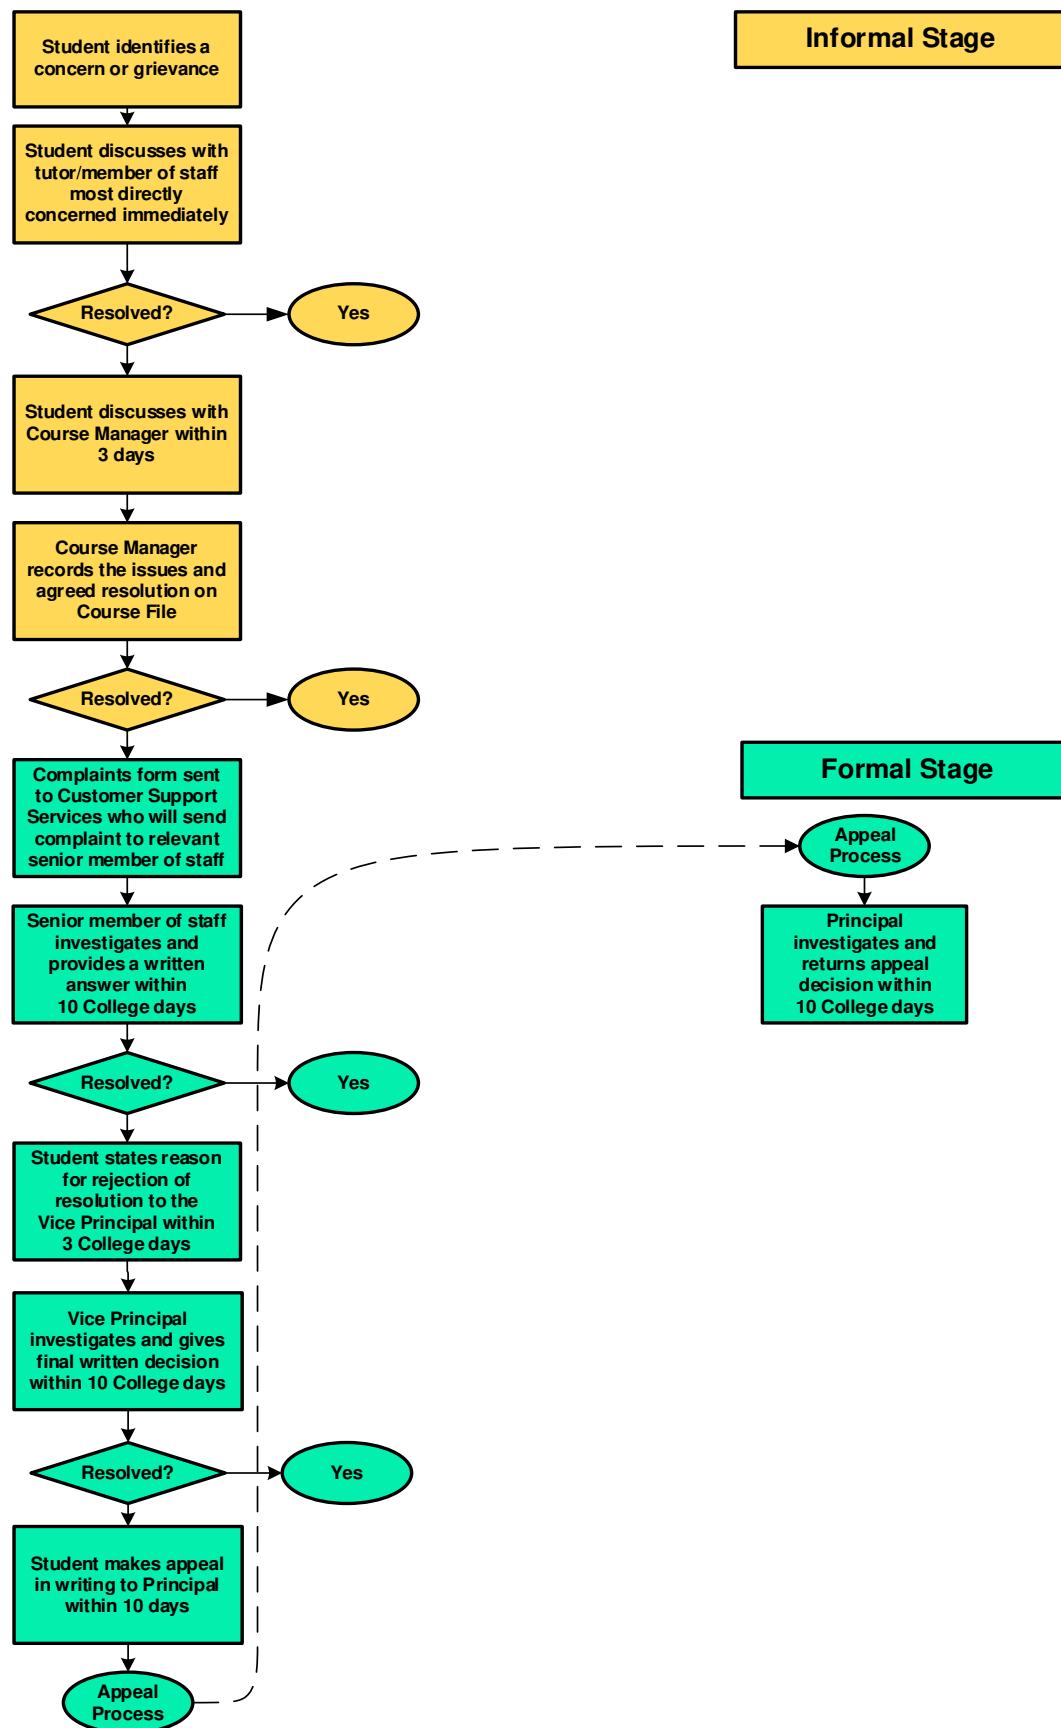 Student identifies a
concern or grievance
Informal Stage
Student discusses with
tutor/member of staff
most directly
concerned immediately
Resolved?
Yes
Student discusses with
Course Manager within
3 days
Course Manager
records the issues and
agreed resolution on
Course File
Resolved?
Yes
Complaints form sent
to Customer Support
Services who will send
complaint to relevant
senior member of staff
Formal Stage
Appeal
Process
Senior member of staff
investigates and
provides a written
answer within
10 College days
Principal
investigates and
returns appeal
decision within
10 College days
Resolved?
Yes
Student states reason
for rejection of
resolution to the
Vice Principal within
3 College days
Vice Principal
investigates and gives
final written decision
within 10 College days
Resolved?
Yes
Student makes appeal
in writing to Principal
within 10 days
Appeal
Process